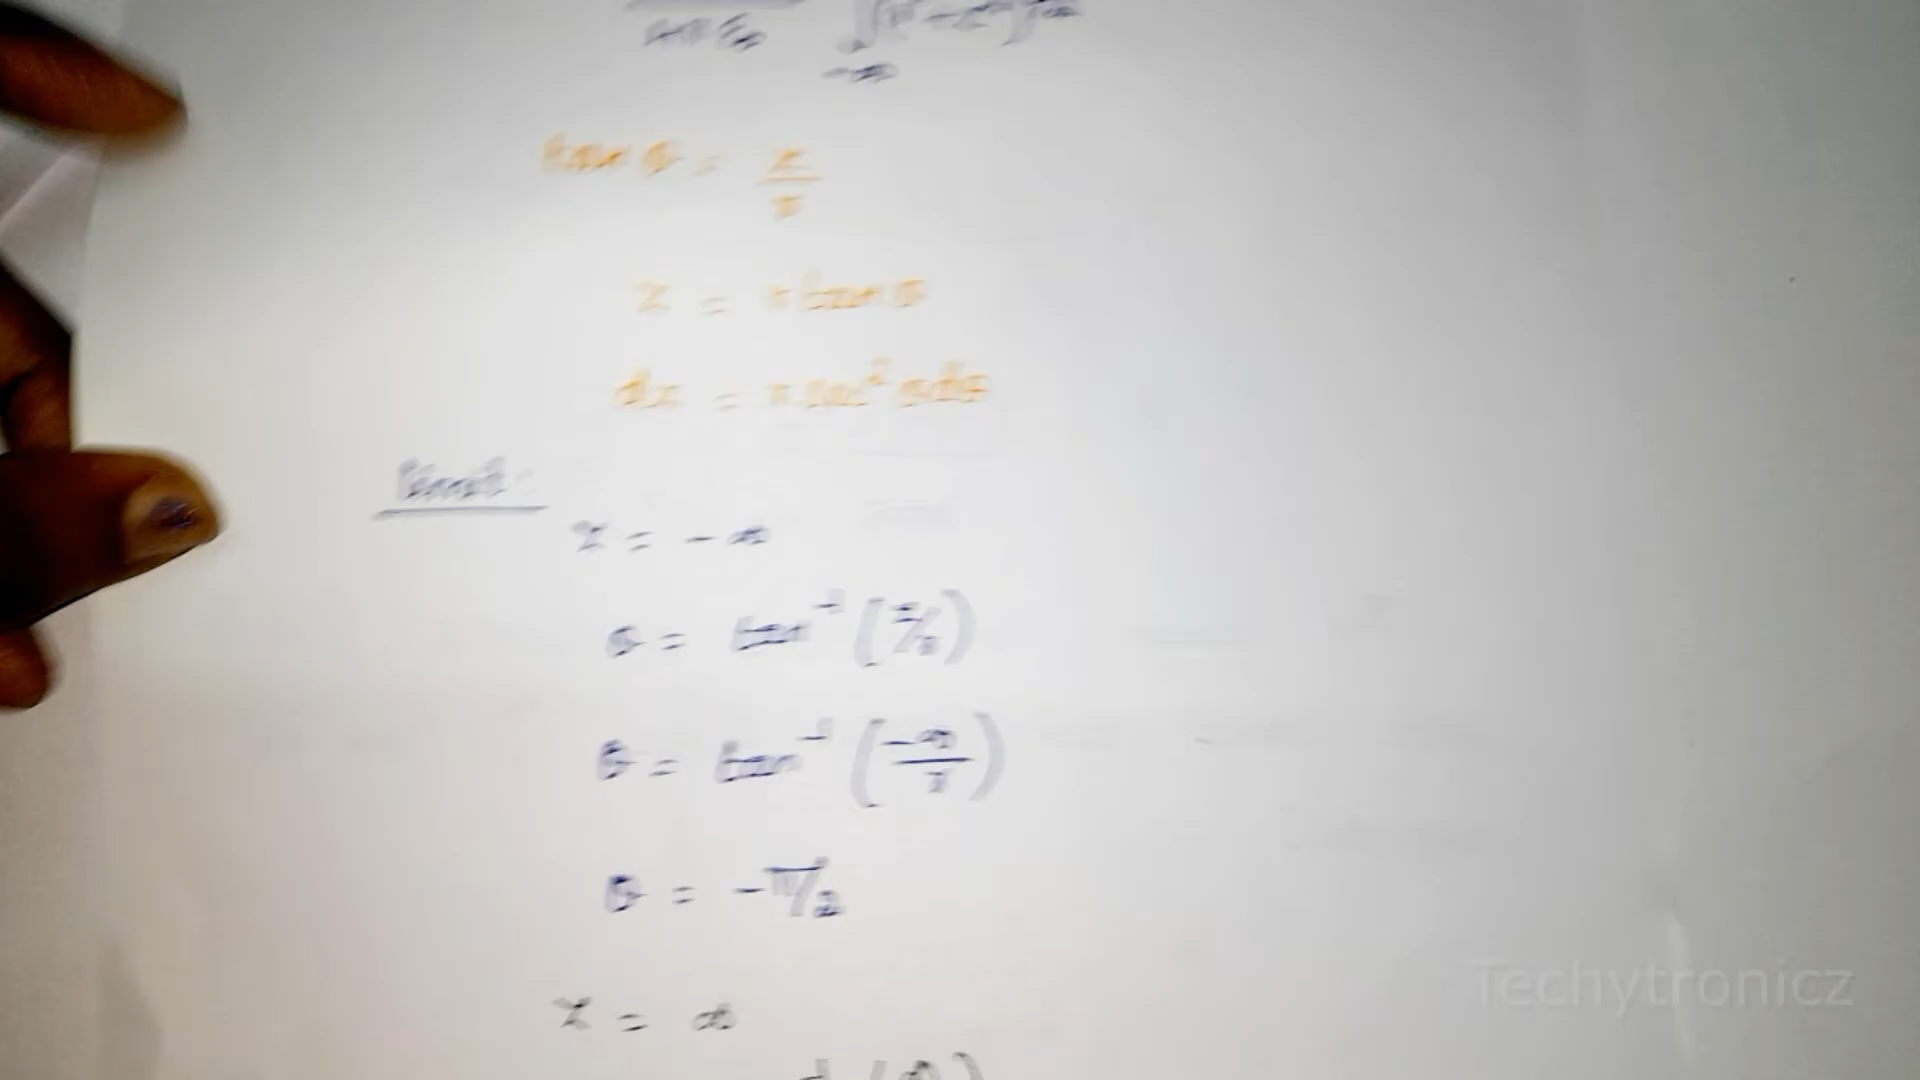 -∞
tan θ = x/r
x = r tan θ
dx = r sec² θ dθ
limit:
x = -∞
θ = tan⁻¹ (x/r)
θ = tan⁻¹ (-∞/r)
θ = -π/2
x = ∞
Techytronicz